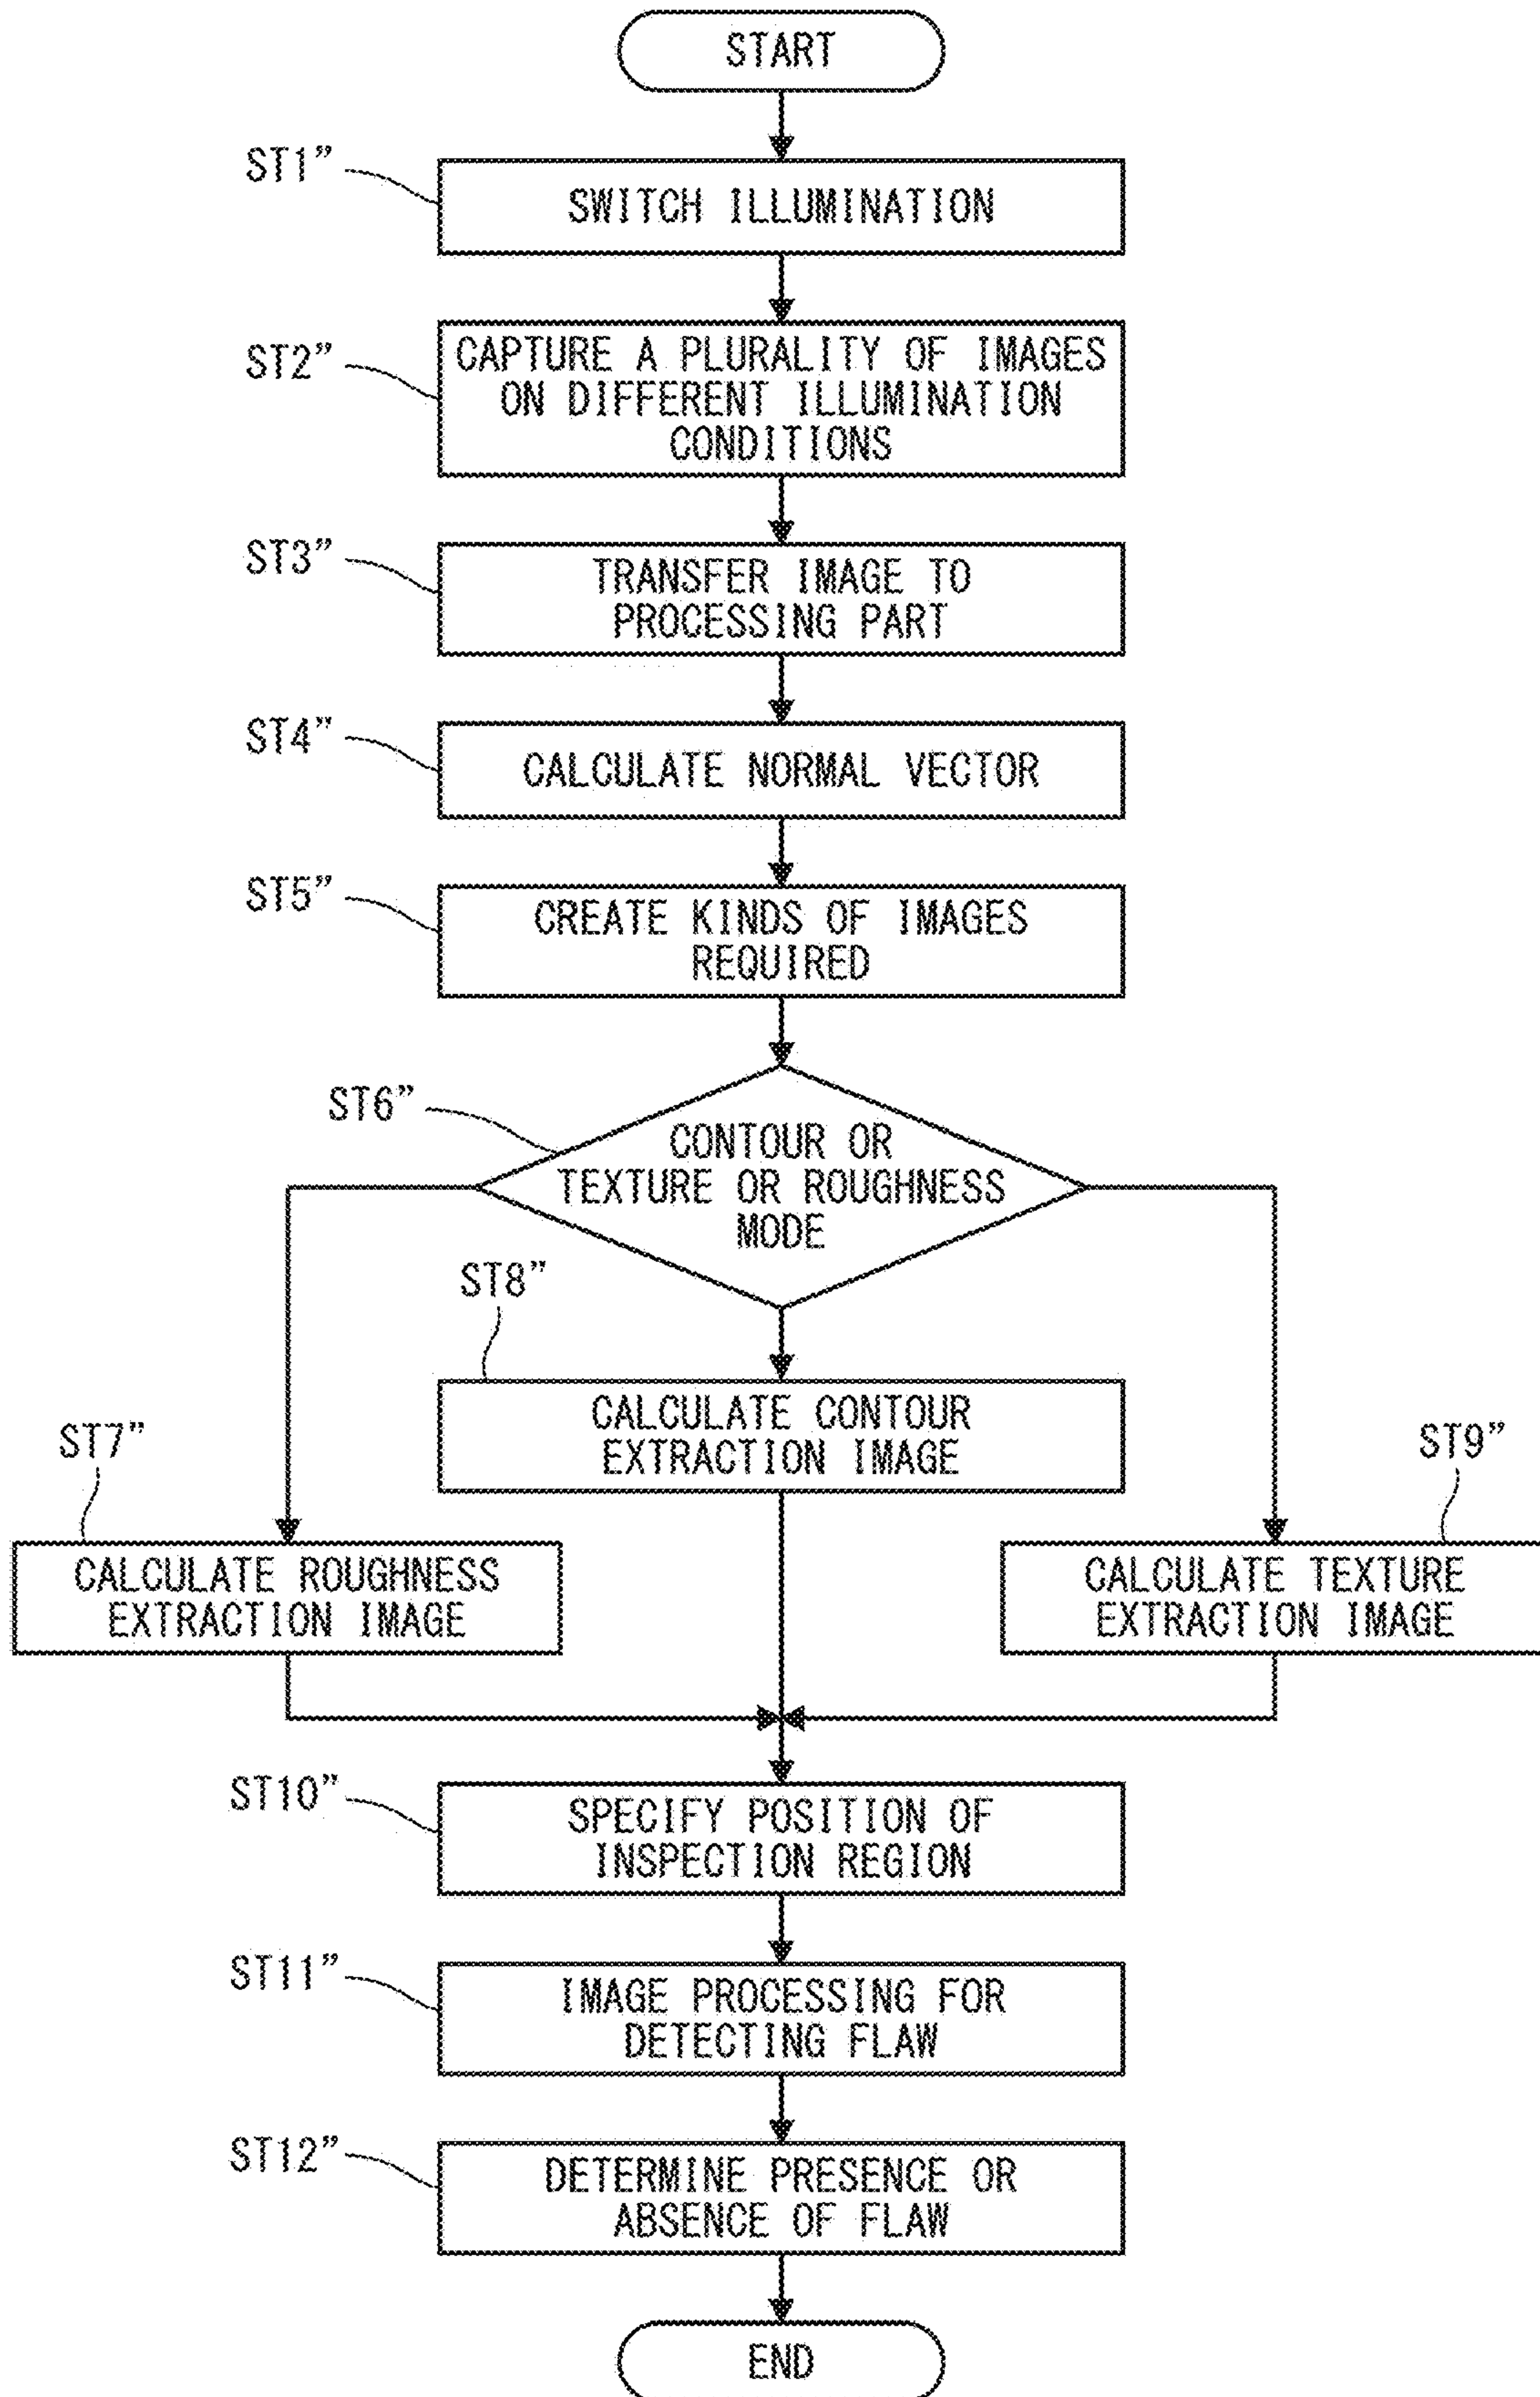 START
ST1”
SWITCH ILLUMINATION
ST2”
CAPTURE A PLURALITY OF IMAGES
ON DIFFERENT ILLUMINATION
CONDITIONS
ST3”
TRANSFER IMAGE TO
PROCESSING PART
ST4”
CALCULATE NORMAL VECTOR
ST5”
CREATE KINDS OF IMAGES
REQUIRED
ST6”
CONTOUR OR
TEXTURE OR ROUGHNESS
MODE
ST8”
CALCULATE CONTOUR
EXTRACTION IMAGE
ST7”
CALCULATE ROUGHNESS
EXTRACTION IMAGE
ST9”
CALCULATE TEXTURE
EXTRACTION IMAGE
ST10”
SPECIFY POSITION OF
INSPECTION REGION
ST11”
IMAGE PROCESSING FOR
DETECTING FLAW
ST12”
DETERMINE PRESENCE OR
ABSENCE OF FLAW
END